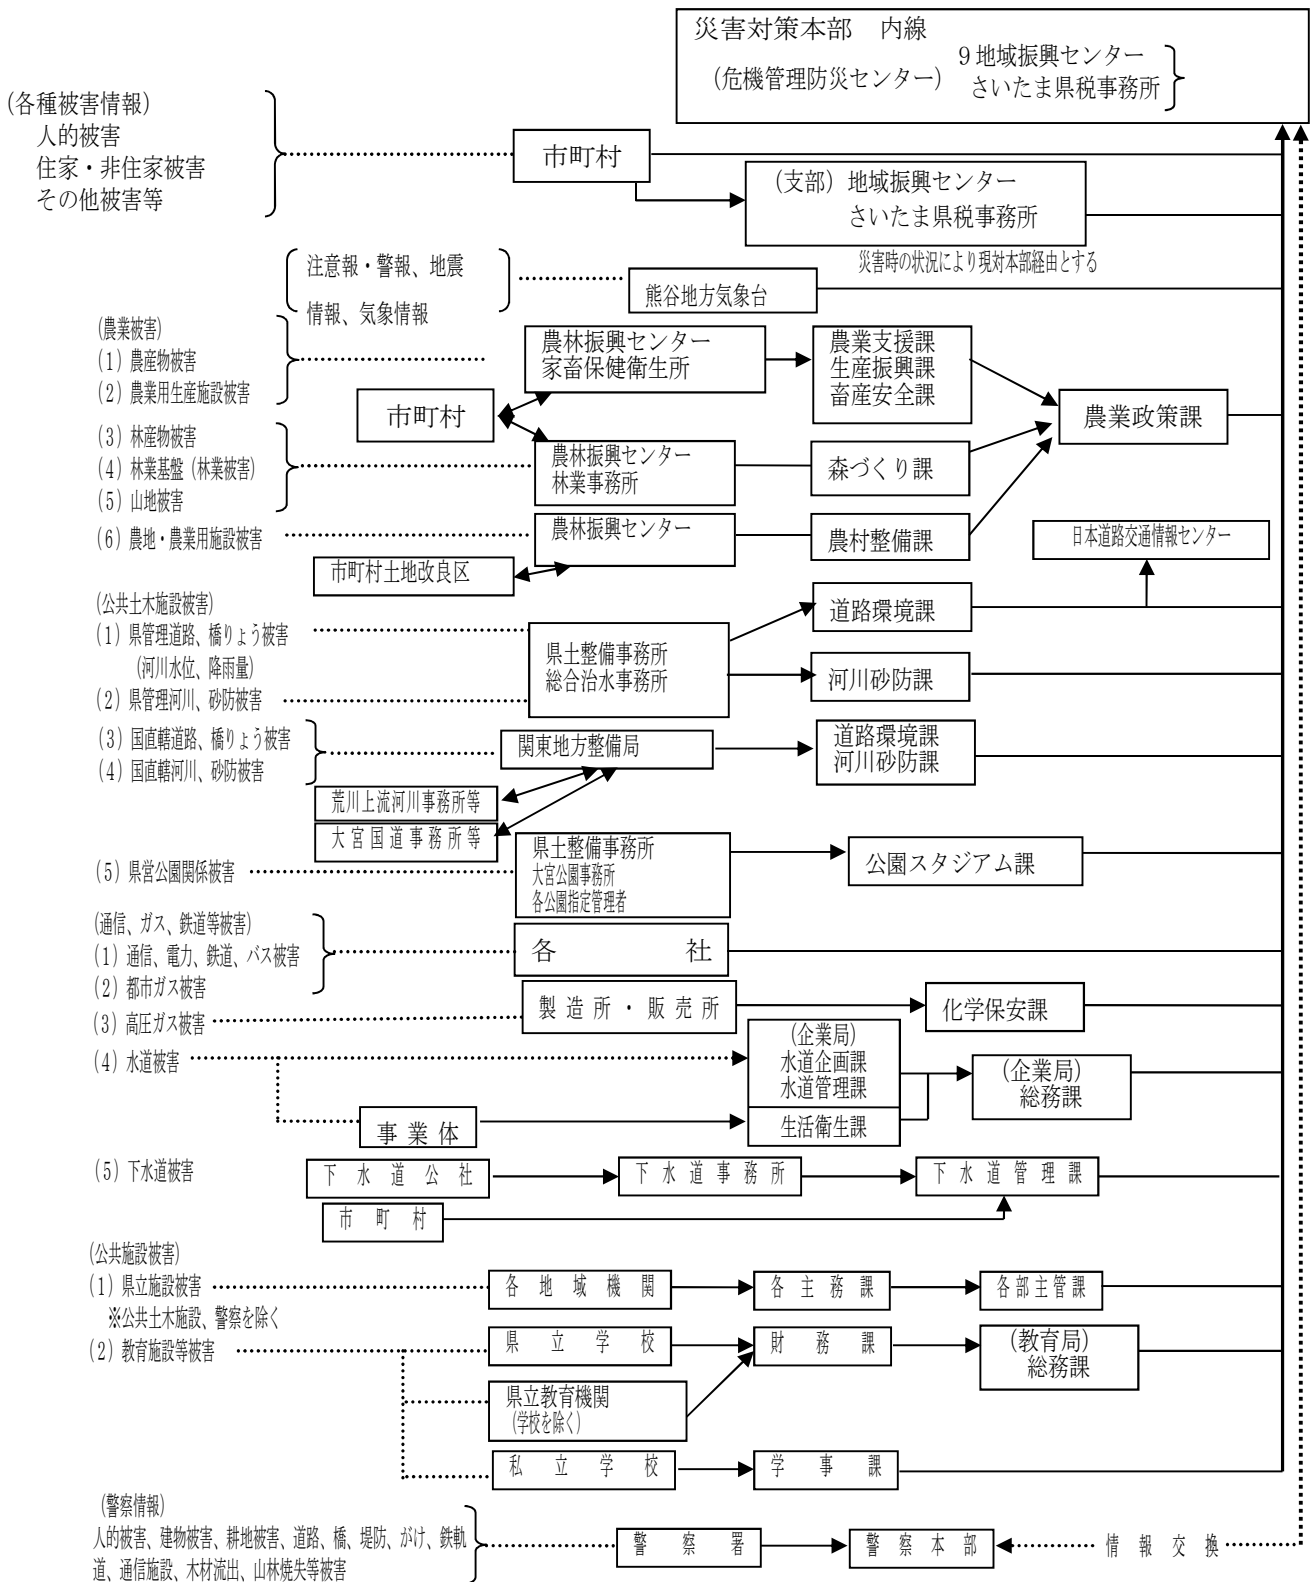 災害対策本部　内線
(危機管理防災センター)
９地域振興センター
さいたま県税事務所
(各種被害情報)
人的被害
住家・非住家被害
その他被害等
市町村
(支部) 地域振興センター
さいたま県税事務所
災害時の状況により現対本部経由とする
注意報・警報、地震
情報、気象情報
熊谷地方気象台
(農業被害)
(1) 農産物被害
(2) 農業用生産施設被害
農林振興センター
家畜保健衛生所
農業支援課
生産振興課
畜産安全課
市町村
農業政策課
(3) 林産物被害
(4) 林業基盤 (林業被害)
(5) 山地被害
農林振興センター
林業事務所
森づくり課
(6) 農地・農業用施設被害
農林振興センター
農村整備課
日本道路交通情報センター
市町村土地改良区
(公共土木施設被害)
(1) 県管理道路、橋りょう被害
(河川水位、降雨量)
(2) 県管理河川、砂防被害
県土整備事務所
総合治水事務所
道路環境課
河川砂防課
(3) 国直轄道路、橋りょう被害
(4) 国直轄河川、砂防被害
関東地方整備局
道路環境課
河川砂防課
荒川上流河川事務所等
大宮国道事務所等
(5) 県営公園関係被害
県土整備事務所
大宮公園事務所
各公園指定管理者
公園スタジアム課
(通信、ガス、鉄道等被害)
(1) 通信、電力、鉄道、バス被害
(2) 都市ガス被害
各　　　社
(3) 高圧ガス被害
製造所・販売所
化学保安課
(4) 水道被害
(企業局)
水道企画課
水道管理課
生活衛生課
(企業局)
総務課
事業体
(5) 下水道被害
下水道公社
下水道事務所
下水道管理課
市町村
(公共施設被害)
(1) 県立施設被害
※公共土木施設、警察を除く
各地域機関
各主務課
各部主管課
(2) 教育施設等被害
県立学校
財務課
(教育局)
総務課
県立教育機関
(学校を除く)
私立学校
学事課
(警察情報)
人的被害、建物被害、耕地被害、道路、橋、堤防、がけ、鉄軌
道、通信施設、木材流出、山林焼失等被害
警察署
警察本部
情報交換